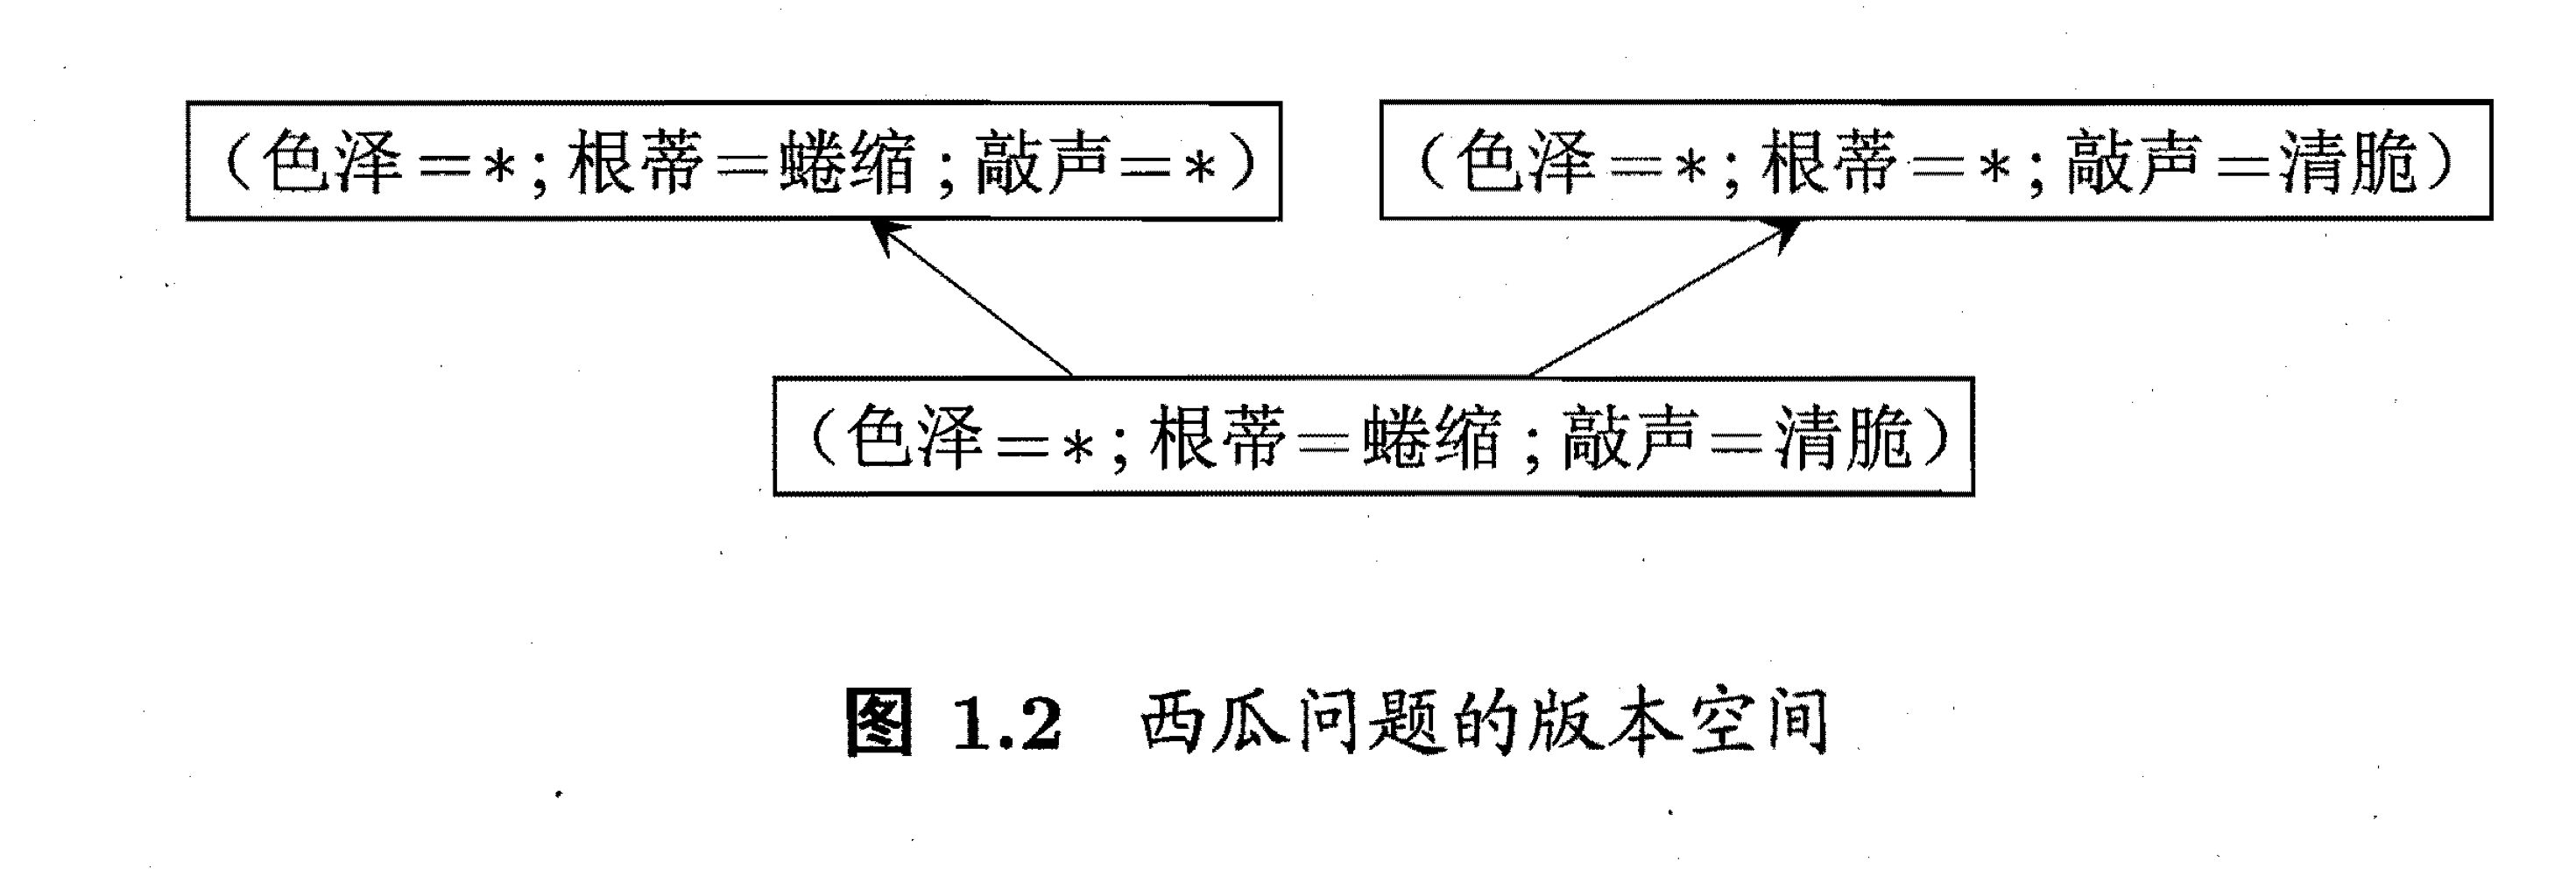 （色泽=*;根蒂=蜷缩;敲声=*）
（色泽=*;根蒂=*;敲声=清脆）
（色泽=*;根蒂=蜷缩;敲声=清脆）
图 1.2 西瓜问题的版本空间